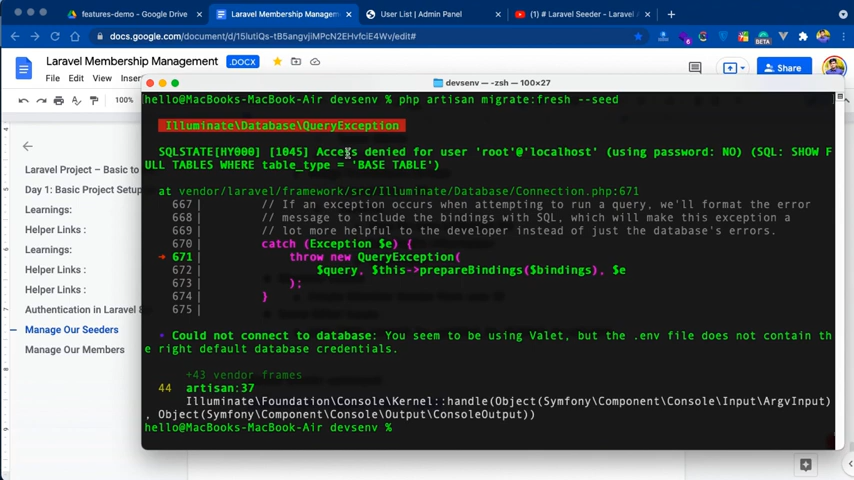 features-demo - Google Drive
Laravel Membership Managem
User List | Admin Panel
(1) # Laravel Seeder - Laravel
docs.google.com/document/d/15lutlQs-tB5angvjiMPcN2EHvfciE4Wv/edit#
Laravel Membership Management
.DOCX
File Edit View Inser
Share
100%
devsenv — -zsh — 100×27
Laravel Project – Basic to
Day 1: Basic Project Setup
Learnings:
Helper Links :
Learnings:
Helper Links :
Helper Links :
Authentication in Laravel 8
Manage Our Seeders
Manage Our Members
hello@MacBooks-MacBook-Air devsenv % php artisan migrate:fresh --seed
Illuminate\Database\QueryException
SQLSTATE[HY000] [1045] Access denied for user 'root'@'localhost' (using password: NO) (SQL: SHOW F
ULL TABLES WHERE table_type = 'BASE TABLE')
at vendor/laravel/framework/src/Illuminate/Database/Connection.php:671
667| // If an exception occurs when attempting to run a query, we'll format the error
668| // message to include the bindings with SQL, which will make this exception a
669| // lot more helpful to the developer instead of just the database's errors.
670| catch (Exception $e) {
→ 671| throw new QueryException(
672| $query, $this->prepareBindings($bindings), $e
673| );
674| }
675|
• Could not connect to database: You seem to be using Valet, but the .env file does not contain th
e right default database credentials.
+43 vendor frames
44 artisan:37
Illuminate\Foundation\Console\Kernel::handle(Object(Symfony\Component\Console\Input\ArgvInput)
, Object(Symfony\Component\Console\Output\ConsoleOutput))
hello@MacBooks-MacBook-Air devsenv %